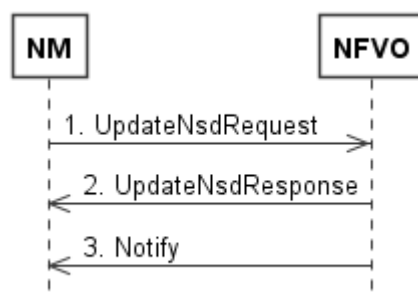 NM NFVO
1. UpdateNsdRequest
2. UpdateNsdResponse
3. Notify